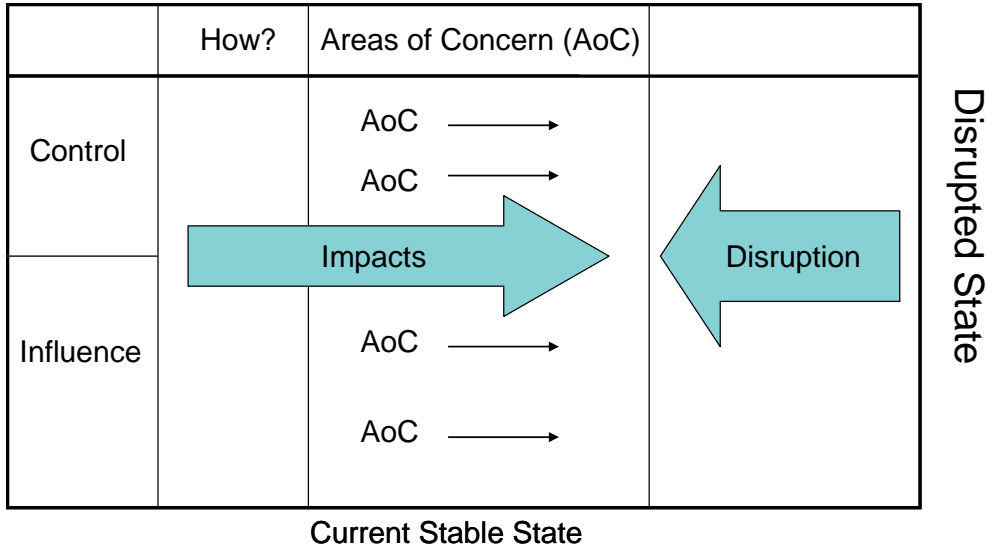 How?
Areas of Concern (AoC)
Control
AoC
AoC
Impacts
Disruption
Influence
AoC
AoC
Disrupted State
Current Stable State